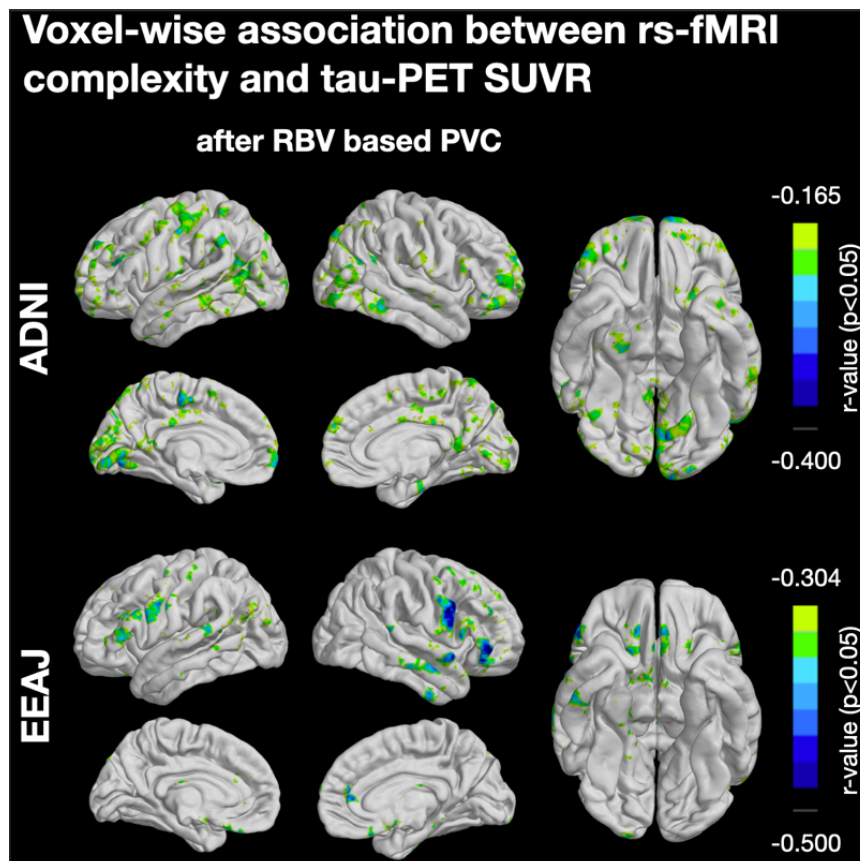 Voxel-wise association between rs-fMRI
complexity and tau-PET SUVR
after RBV based PVC
ADNI
-0.165
r-value (p<0.05)
-0.400
EEAJ
-0.304
r-value (p<0.05)
-0.500